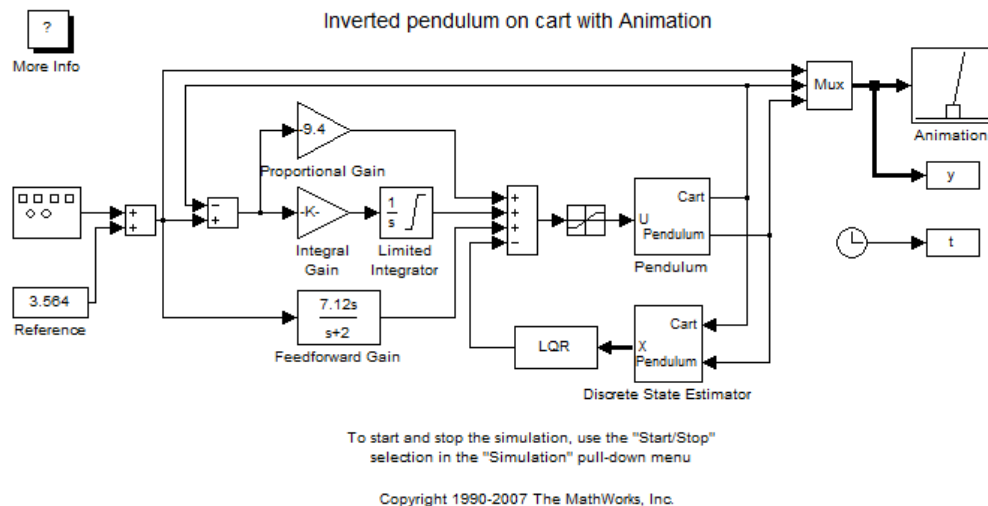 Inverted pendulum on cart with Animation
?
More Info
Mux
Animation
-9.4
Proportional Gain
y
-K-
Integral
Gain
1
s
Limited
Integrator
+
+
−
+
+
+
+
−
U
Cart
Pendulum
Pendulum
t
3.564
Reference
7.12s
s+2
Feedforward Gain
LQR
Cart
X
Pendulum
Discrete State Estimator
To start and stop the simulation, use the "Start/Stop"
selection in the "Simulation" pull-down menu
Copyright 1990-2007 The MathWorks, Inc.